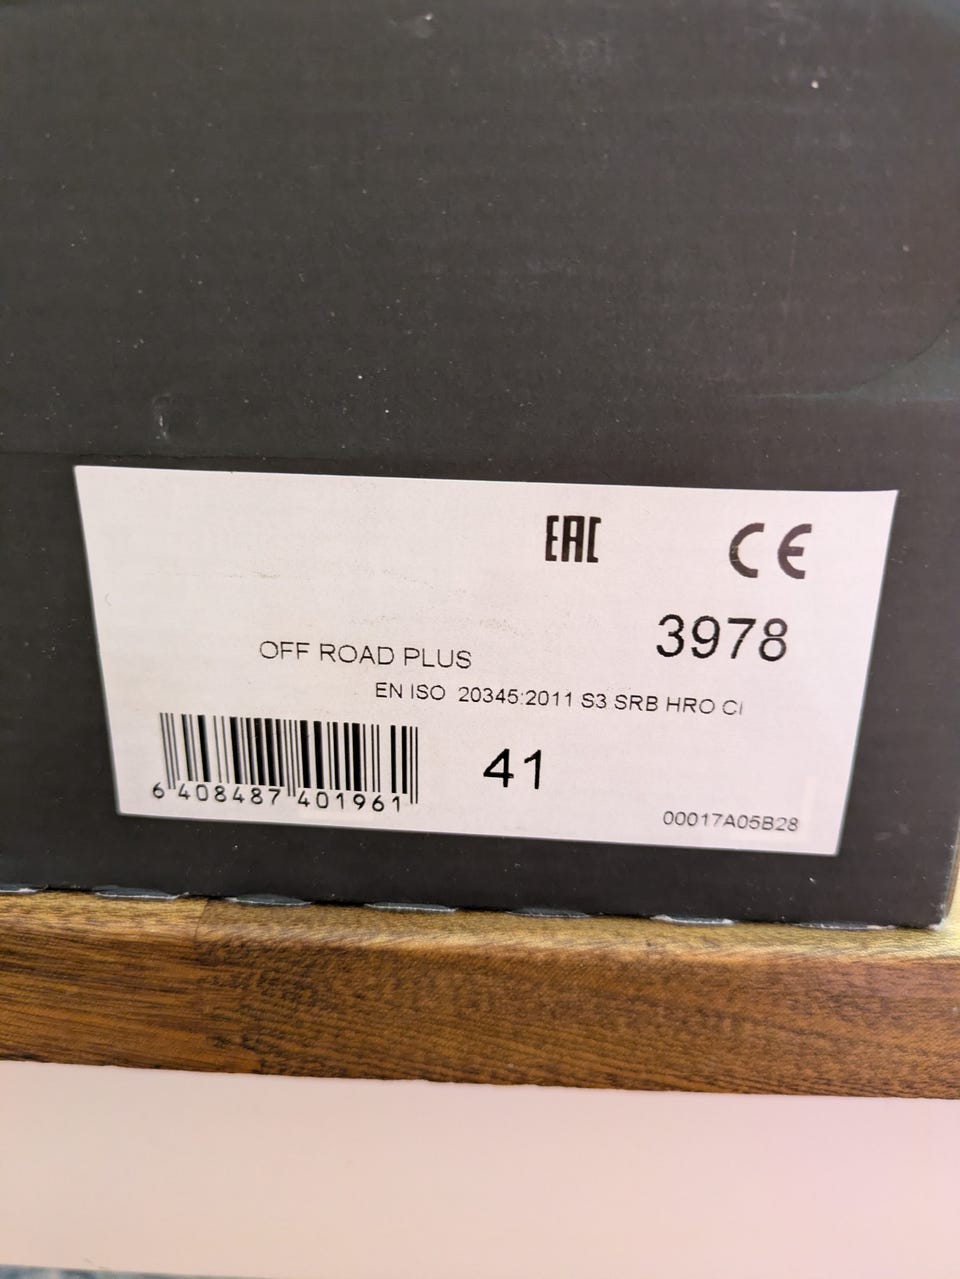 EAC CE
3978
OFF ROAD PLUS
EN ISO 20345:2011 S3 SRB HRO CI
41
6 408487 401961
00017A05B28